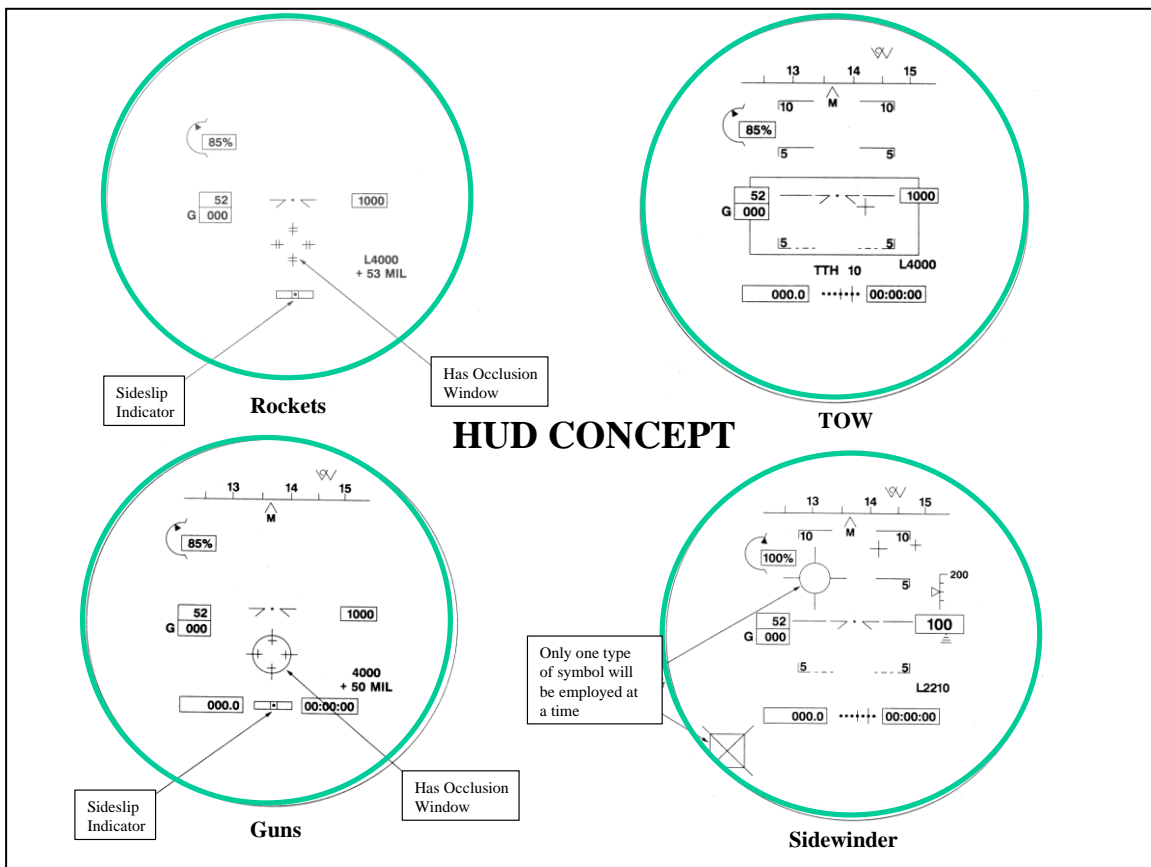 85%
52
G 000
1000
L4000
+ 53 MIL
Sideslip
Indicator
Has Occlusion
Window
Rockets
13 14 15
M
10 10
85%
5 5
52
G 000
1000
5 5
L4000
TTH 10
000.0 00:00:00
TOW
HUD CONCEPT
13 14 15
M
85%
52
G 000
1000
4000
+ 50 MIL
000.0 00:00:00
Sideslip
Indicator
Has Occlusion
Window
Guns
13 14 15
M
10 10
100%
5
200
52
G 000
100
5 5
L2210
000.0 00:00:00
Only one type
of symbol will
be employed at
a time
Sidewinder